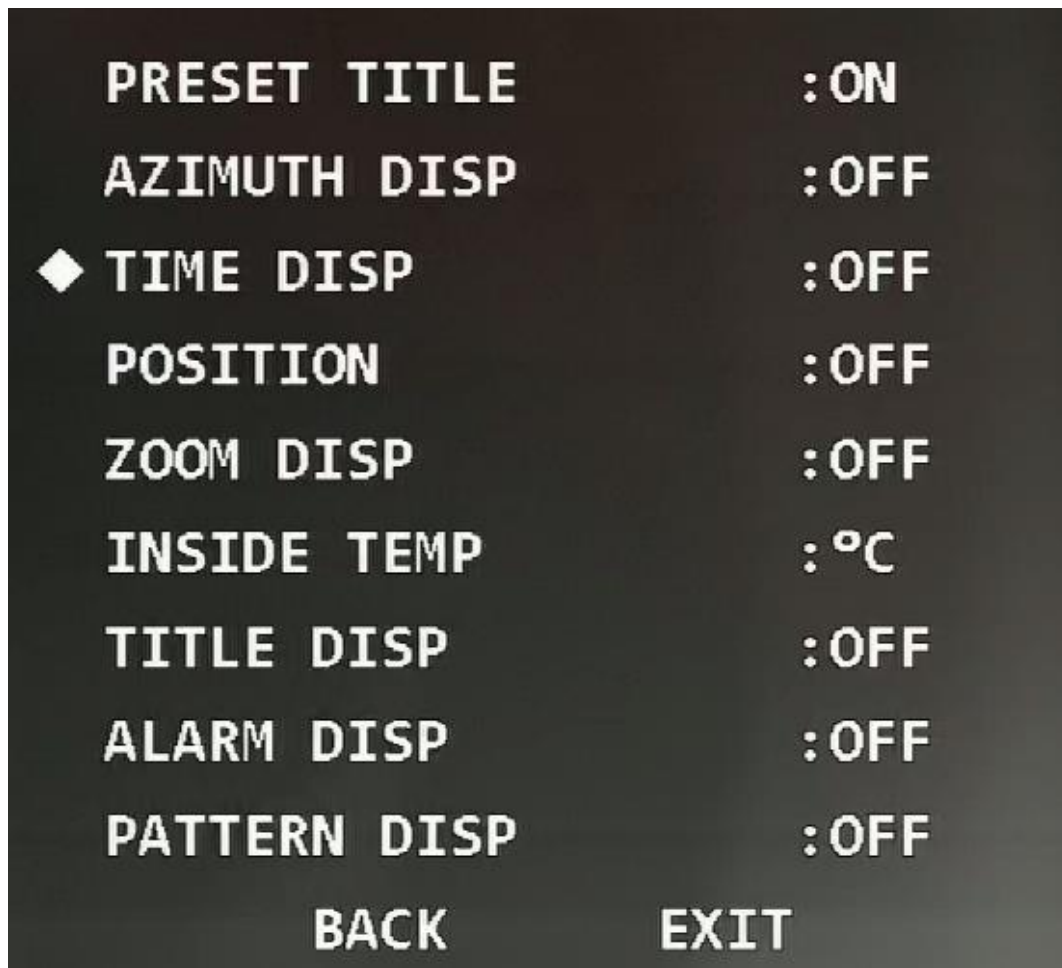 PRESET TITLE :ON
AZIMUTH DISP :OFF
TIME DISP :OFF
POSITION :OFF
ZOOM DISP :OFF
INSIDE TEMP :ºC
TITLE DISP :OFF
ALARM DISP :OFF
PATTERN DISP :OFF
BACK EXIT